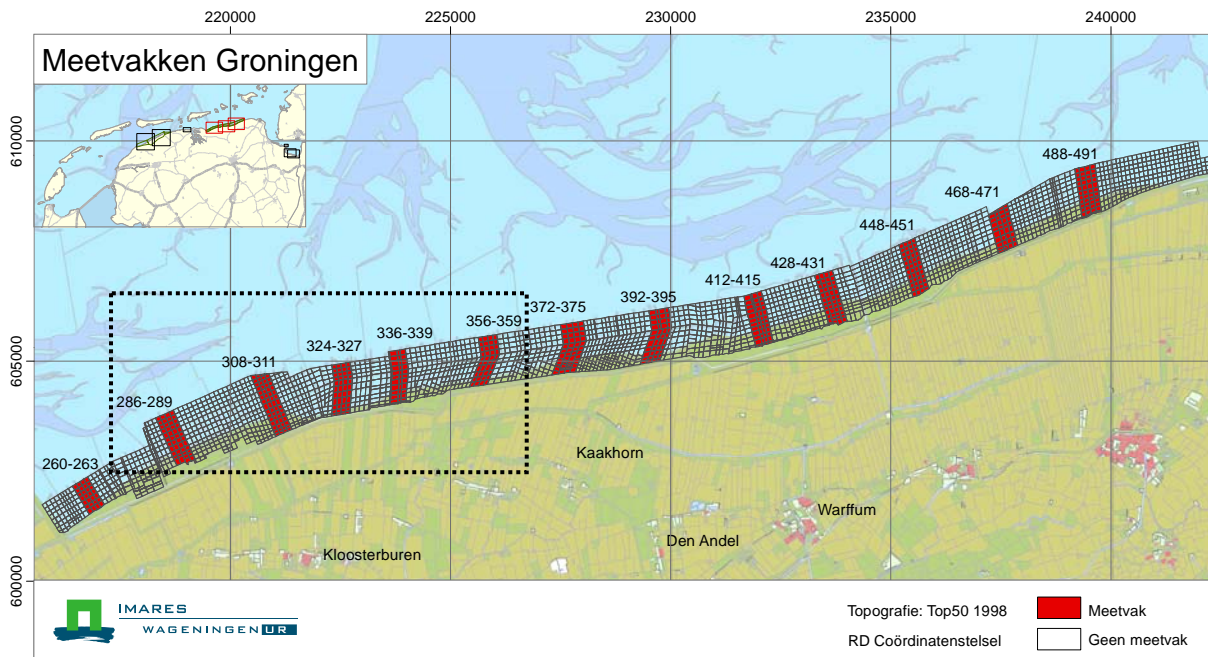 220000
225000
230000
235000
240000
Meetvakken Groningen
610000
605000
600000
488-491
468-471
448-451
428-431
412-415
392-395
372-375
356-359
336-339
324-327
308-311
286-289
260-263
Kaakhorn
Warffum
Den Andel
Kloosterburen
IMARES
WAGENINGEN UR
Topografie: Top50 1998
RD Coördinatenstelsel
Meetvak
Geen meetvak